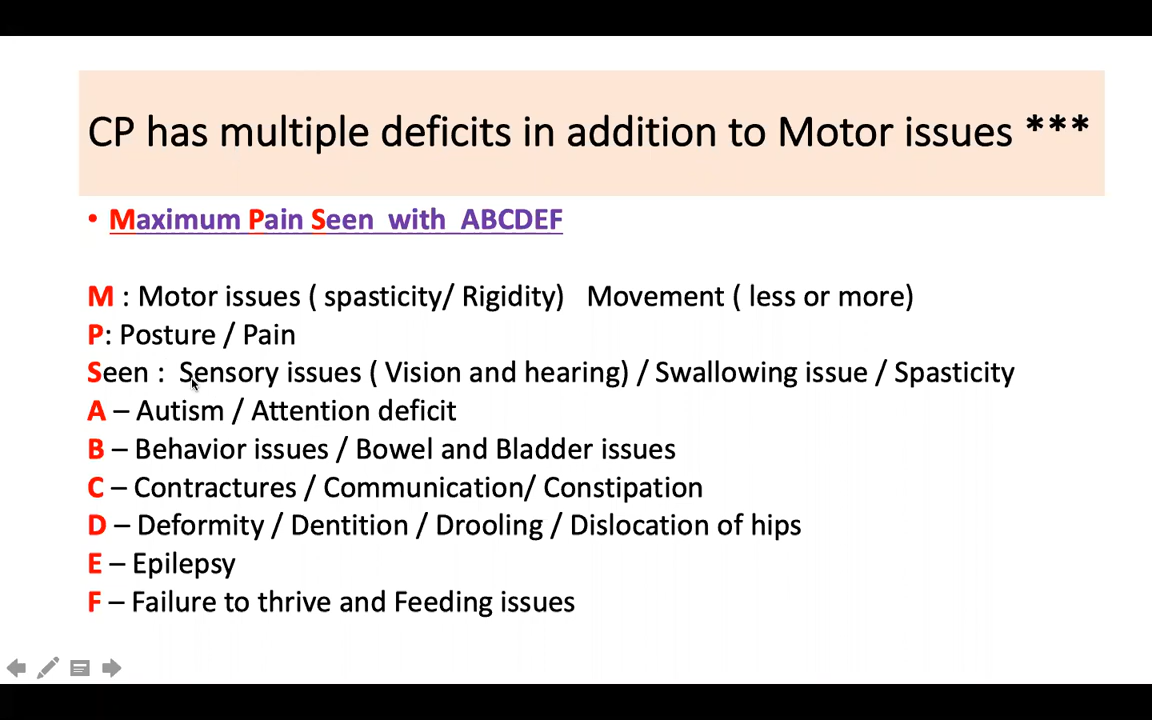 CP has multiple deficits in addition to Motor issues ***
• Maximum Pain Seen with ABCDEF
M : Motor issues ( spasticity/ Rigidity) Movement ( less or more)
P: Posture / Pain
Seen : Sensory issues ( Vision and hearing) / Swallowing issue / Spasticity
A – Autism / Attention deficit
B – Behavior issues / Bowel and Bladder issues
C – Contractures / Communication/ Constipation
D – Deformity / Dentition / Drooling / Dislocation of hips
E – Epilepsy
F – Failure to thrive and Feeding issues